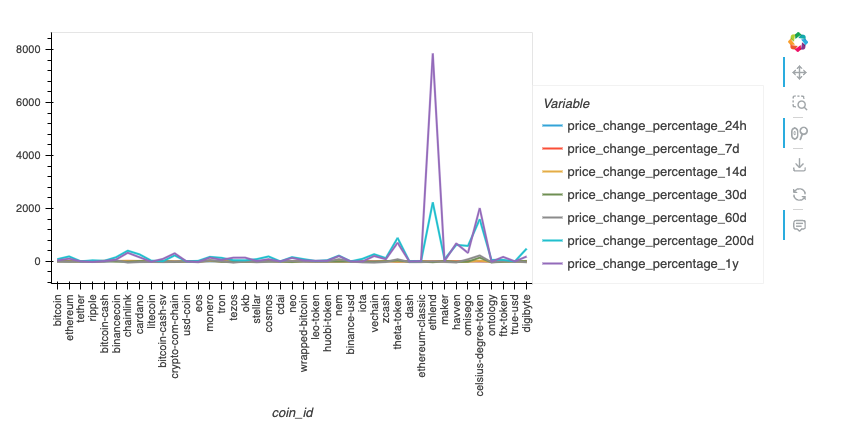 8000
6000
4000
2000
0
Variable
price_change_percentage_24h
price_change_percentage_7d
price_change_percentage_14d
price_change_percentage_30d
price_change_percentage_60d
price_change_percentage_200d
price_change_percentage_1y
bitcoin
ethereum
tether
ripple
bitcoin-cash
binancecoin
chainlink
cardano
litecoin
bitcoin-cash-sv
crypto-com-chain
usd-coin
eos
monero
tron
tezos
okb
stellar
cosmos
cdai
neo
wrapped-bitcoin
leo-token
huobi-token
nem
binance-usd
iota
vechain
zcash
theta-token
dash
ethereum-classic
ethlend
maker
havven
omisego
celsius-degree-token
ontology
ftx-token
true-usd
digibyte
coin_id